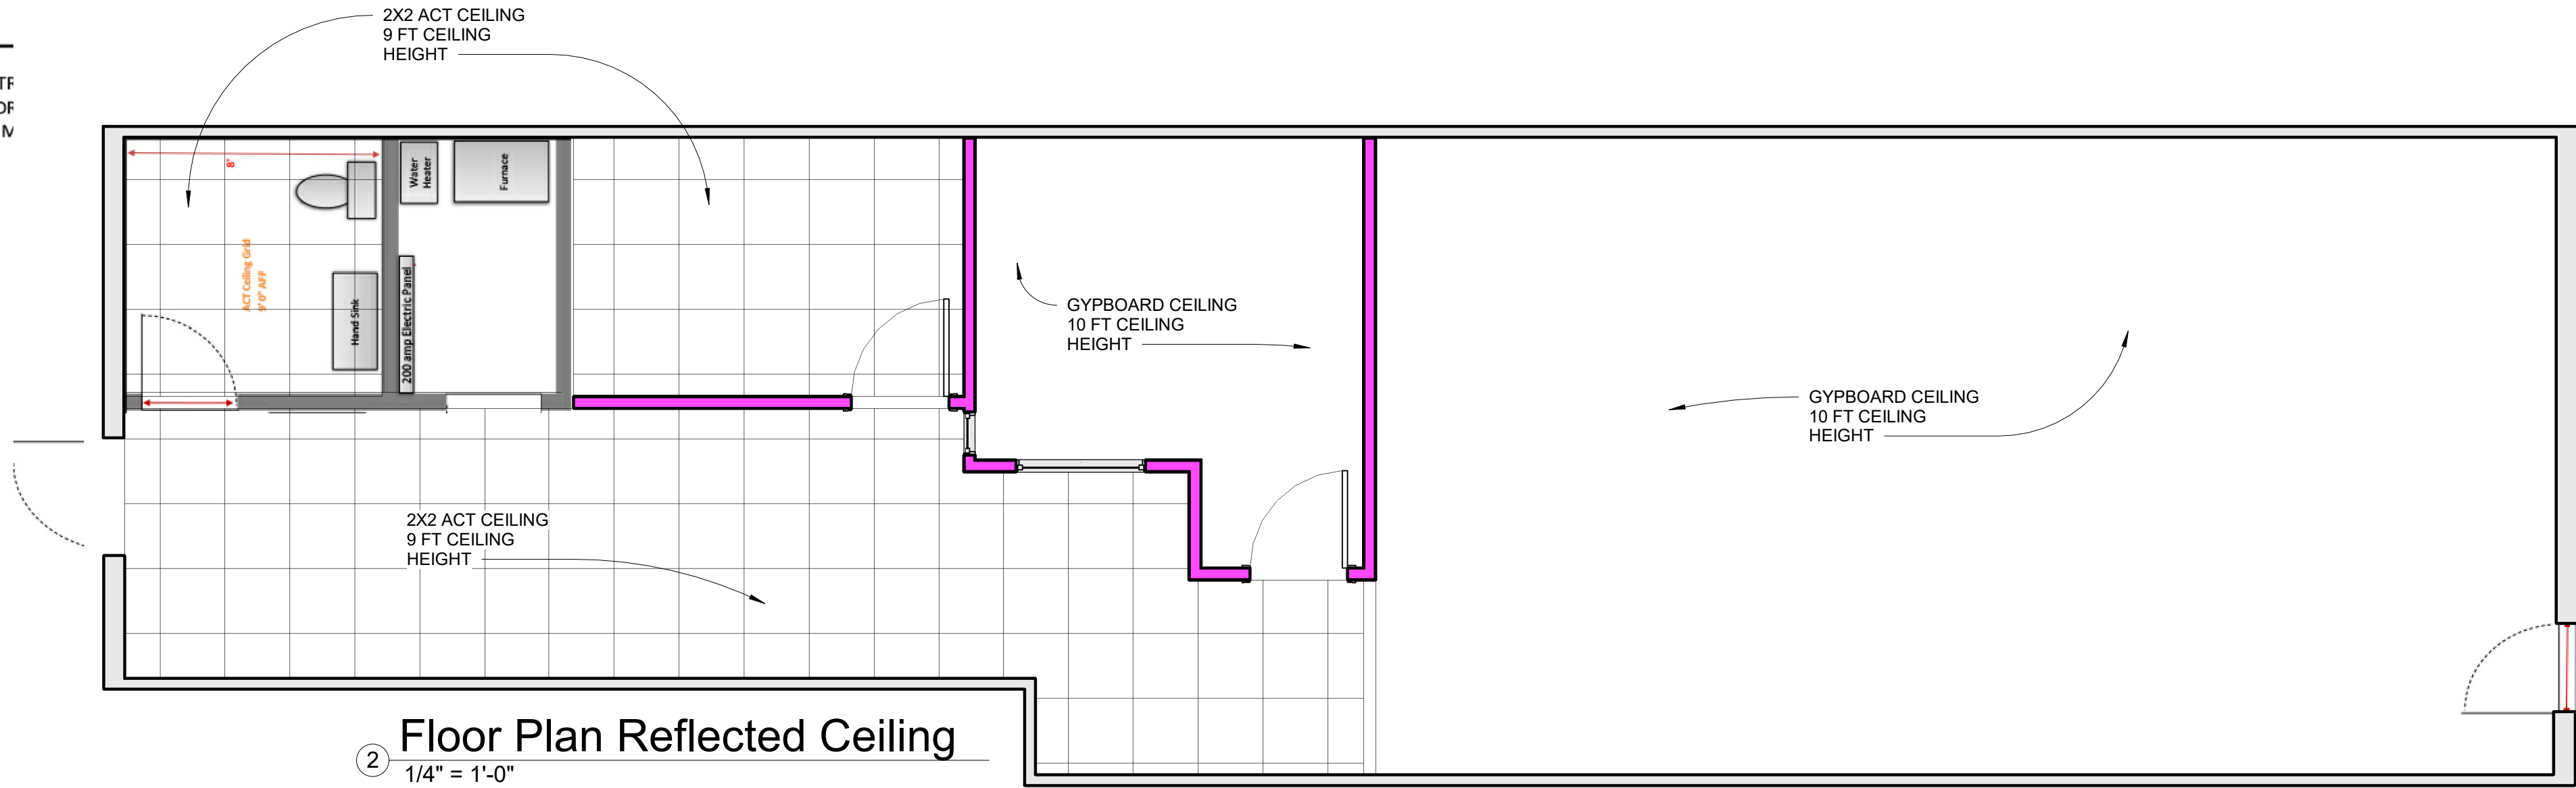 2X2 ACT CEILING
9 FT CEILING
HEIGHT
8'
Water
Heater
Furnace
ACT Ceiling Grid
9' 0" AFF
Hand Sink
200 amp Electric Panel
GYPBOARD CEILING
10 FT CEILING
HEIGHT
GYPBOARD CEILING
10 FT CEILING
HEIGHT
2X2 ACT CEILING
9 FT CEILING
HEIGHT
2
Floor Plan Reflected Ceiling
1/4" = 1'-0"